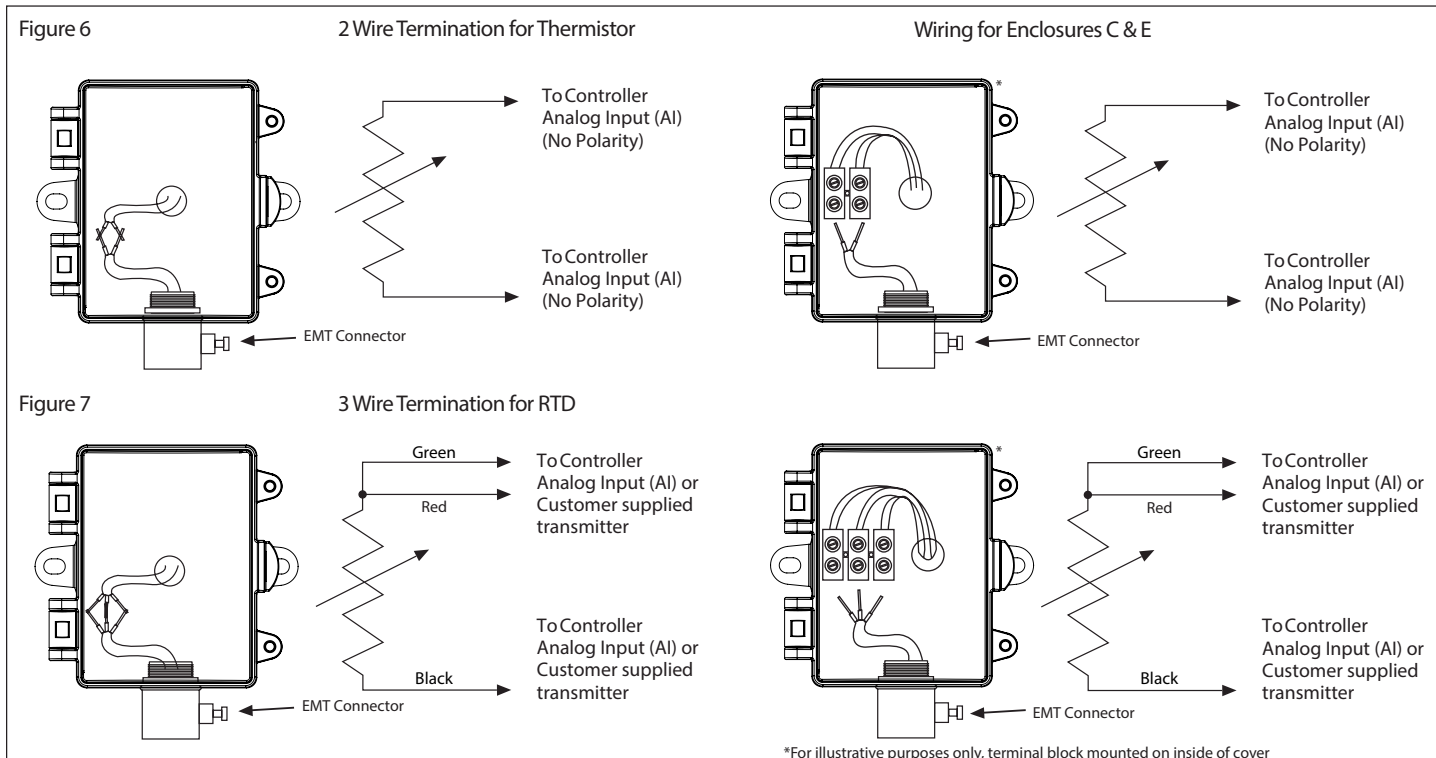 Figure 6
2 Wire Termination for Thermistor
Wiring for Enclosures C & E
To Controller
Analog Input (AI)
(No Polarity)
To Controller
Analog Input (AI)
(No Polarity)
EMT Connector
*
To Controller
Analog Input (AI)
(No Polarity)
To Controller
Analog Input (AI)
(No Polarity)
EMT Connector
Figure 7
3 Wire Termination for RTD
Green
Red
To Controller
Analog Input (AI) or
Customer supplied
transmitter
To Controller
Analog Input (AI) or
Customer supplied
transmitter
Black
EMT Connector
*
Green
Red
To Controller
Analog Input (AI) or
Customer supplied
transmitter
To Controller
Analog Input (AI) or
Customer supplied
transmitter
Black
EMT Connector
*For illustrative purposes only, terminal block mounted on inside of cover